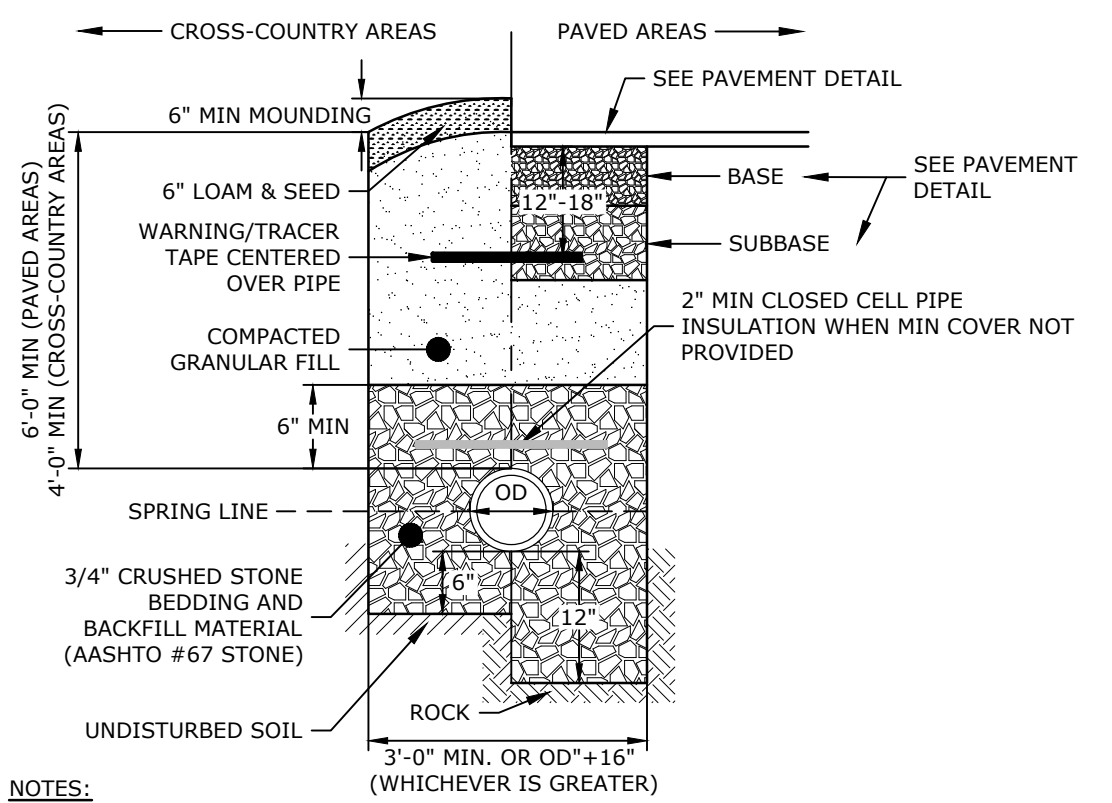 CROSS-COUNTRY AREAS
PAVED AREAS
SEE PAVEMENT DETAIL
6" MIN MOUNDING
6'-0" MIN (PAVED AREAS)
4'-0" MIN (CROSS-COUNTRY AREAS)
6" LOAM & SEED
BASE
SEE PAVEMENT
DETAIL
12"-18"
WARNING/TRACER
TAPE CENTERED
OVER PIPE
SUBBASE
2" MIN CLOSED CELL PIPE
INSULATION WHEN MIN COVER NOT
PROVIDED
COMPACTED
GRANULAR FILL
6" MIN
OD
SPRING LINE
3/4" CRUSHED STONE
BEDDING AND
BACKFILL MATERIAL
(AASHTO #67 STONE)
6"
12"
ROCK
UNDISTURBED SOIL
3'-0" MIN. OR OD"+16"
(WHICHEVER IS GREATER)
NOTES: